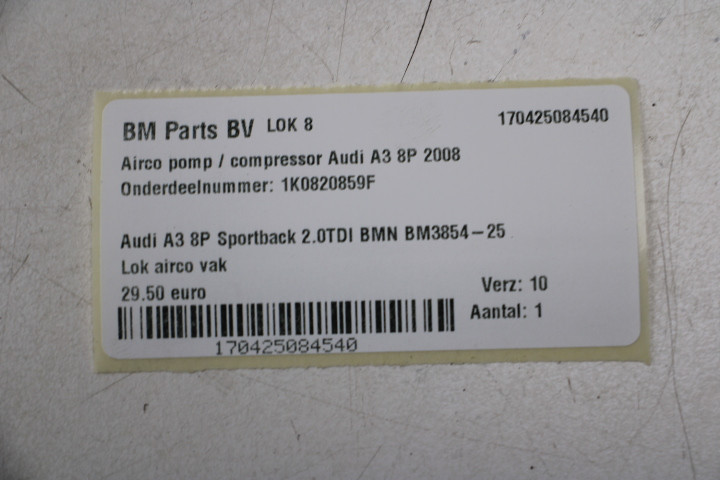 BM Parts BV LOK 8 170425084540
Airco pomp / compressor Audi A3 8P 2008
Onderdeelnummer: 1K0820859F
Audi A3 8P Sportback 2.0TDI BMN BM3854-25
Lok airco vak
29.50 euro
Verz: 10
Aantal: 1
170425084540